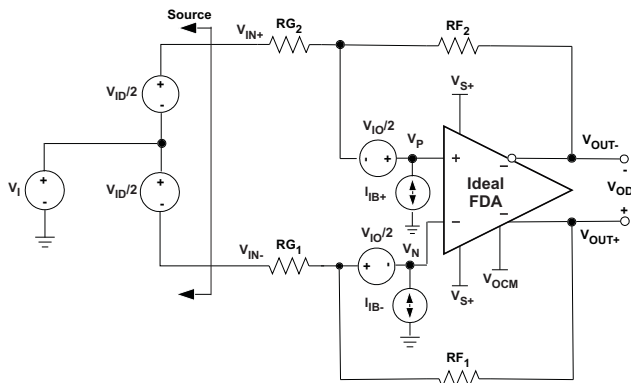 Source
V_IN+
RG_2
RF_2
V_ID/2
+
-
V_S+
V_IO/2
-
+
V_P
+
V_OUT-
V_I
+
-
V_ID/2
+
-
I_IB+
Ideal
FDA
-
-
-
V_OD
+
V_IO/2
+
-
V_N
-
V_IN-
RG_1
V_OUT+
V_S+
V_OCM
I_IB-
RF_1